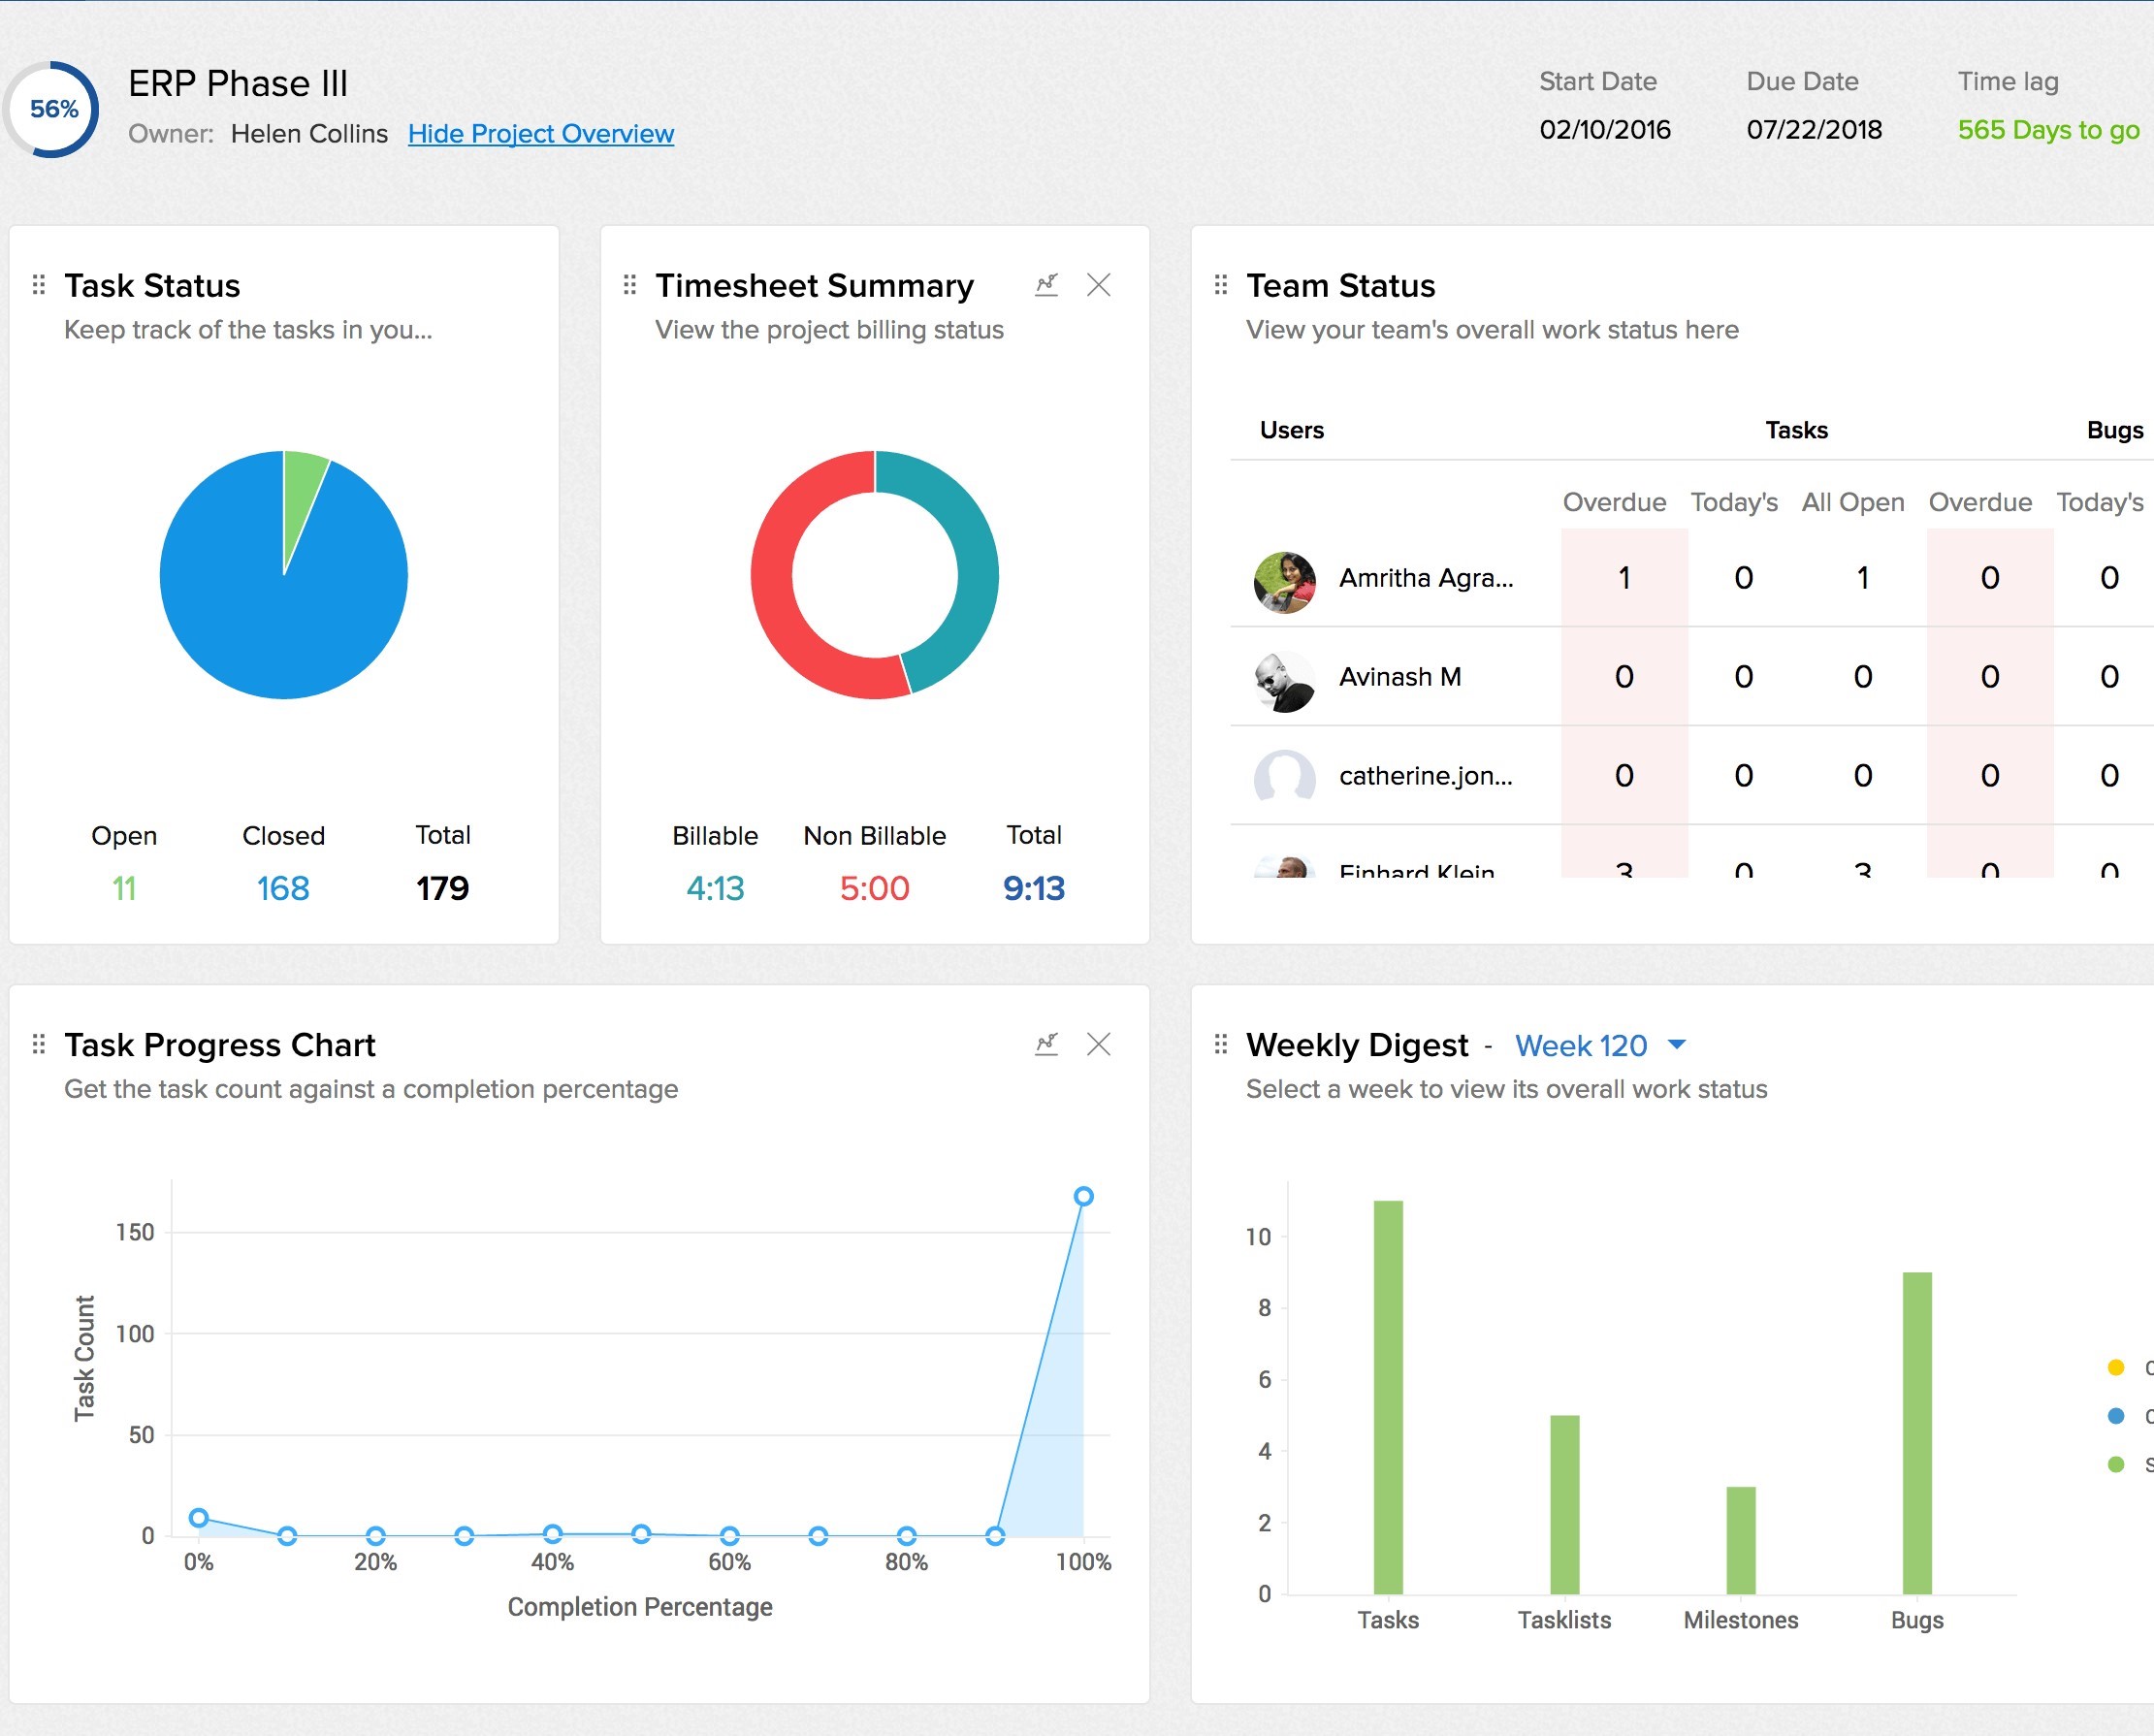 56%
ERP Phase III
Owner: Helen Collins Hide Project Overview
Start Date Due Date Time lag
02/10/2016 07/22/2018 565 Days to go
Task Status
Keep track of the tasks in you...
Open Closed Total
11 168 179
Timesheet Summary
View the project billing status
Billable Non Billable Total
4:13 5:00 9:13
Team Status
View your team's overall work status here
Users Tasks Bugs
Overdue Today's All Open Overdue Today's
Amritha Agra... 1 0 1 0 0
Avinash M 0 0 0 0 0
catherine.jon... 0 0 0 0 0
Einhard Klein 3 0 3 0 0
Task Progress Chart
Get the task count against a completion percentage
Task Count
150
100
50
0
0% 20% 40% 60% 80% 100%
Completion Percentage
Weekly Digest - Week 120
Select a week to view its overall work status
10
8
6
4
2
0
Tasks Tasklists Milestones Bugs